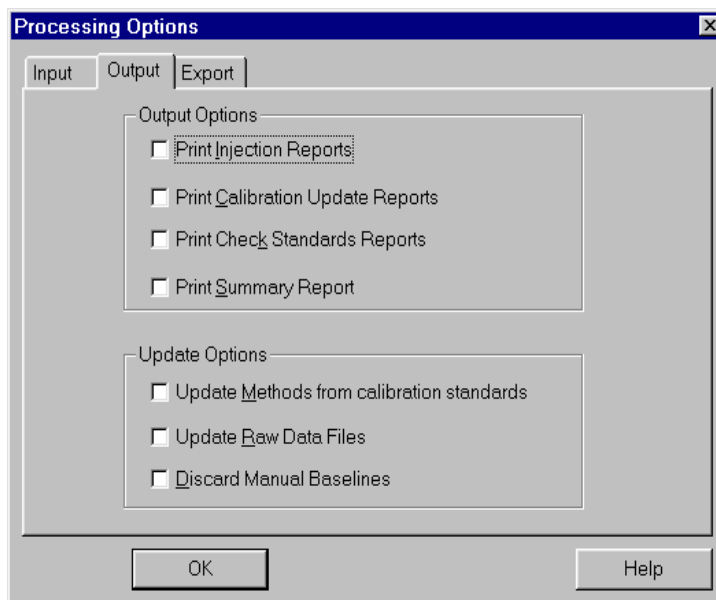 Processing Options
Input Output Export
Output Options
Print Injection Reports
Print Calibration Update Reports
Print Check Standards Reports
Print Summary Report
Update Options
Update Methods from calibration standards
Update Raw Data Files
Discard Manual Baselines
OK Help